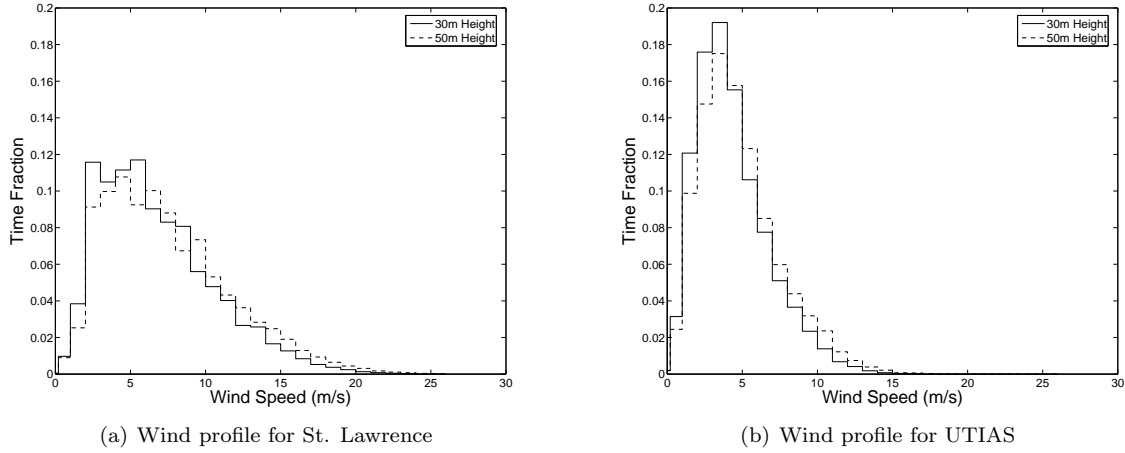 0.2
0.18
0.16
0.14
0.12
0.1
0.08
0.06
0.04
0.02
0
Time Fraction
30m Height
50m Height
0 5 10 15 20 25 30
Wind Speed (m/s)
(a) Wind profile for St. Lawrence
0.2
0.18
0.16
0.14
0.12
0.1
0.08
0.06
0.04
0.02
0
Time Fraction
30m Height
50m Height
0 5 10 15 20 25 30
Wind Speed (m/s)
(b) Wind profile for UTIAS